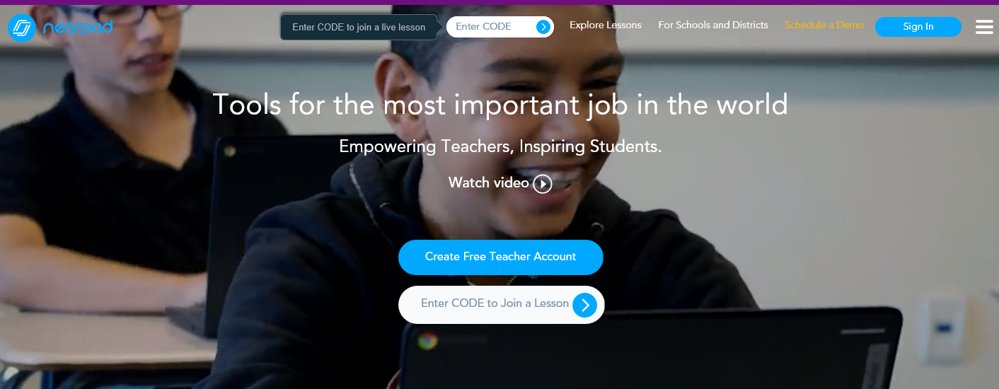 nearpod
Enter CODE to join a live lesson
Enter CODE
Explore Lessons
For Schools and Districts
Schedule a Demo
Sign In
Tools for the most important job in the world
Empowering Teachers, Inspiring Students.
Watch video
Create Free Teacher Account
Enter CODE to Join a Lesson